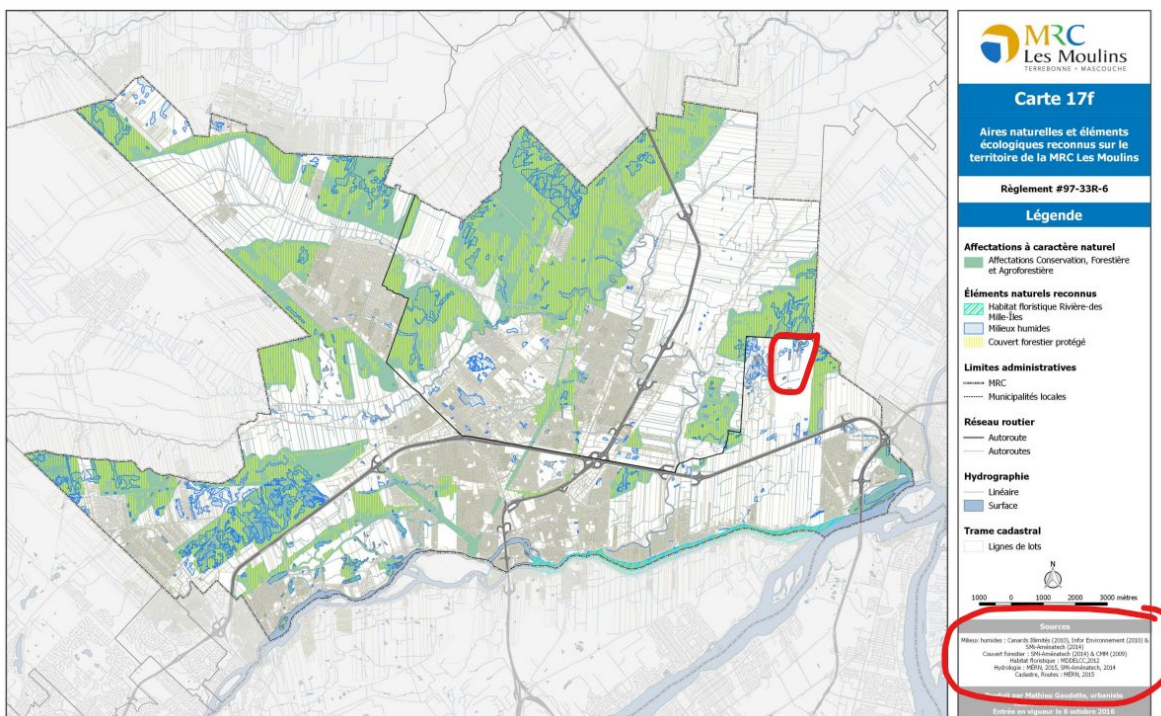 MRC
Les Moulins
TERREBONNE • MASCOUCHE
Carte 17f
Aires naturelles et éléments
écologiques reconnus sur le
territoire de la MRC Les Moulins
Règlement #97-33R-6
Légende
Affectations à caractère naturel
Affectations Conservation, Forestière
et Agroforestière
Éléments naturels reconnus
Habitat floristique Rivière-des
Mille-Îles
Milieux humides
Couvert forestier protégé
Limites administratives
MRC
Municipalités locales
Réseau routier
Autoroute
Autoroutes
Hydrographie
Linéaire
Surface
Trame cadastral
Lignes de lots
N
1000 0 1000 2000 3000 mètres
Sources
Milieux humides : Canards Illimités (2010), Infor Environnement (2010) &
SMi-Aménatech (2014)
Couvert forestier : SMi-Aménatech (2014) & CMM (2009)
Habitat floristique : MDDELCC,2012
Hydrologie : MÉRN, 2015, SMi-Aménatech, 2014
Cadastre, Routes : MÉRN, 2015
Produit par Mathieu Gaudette, urbaniste
Entrée en vigueur le 6 octobre 2016